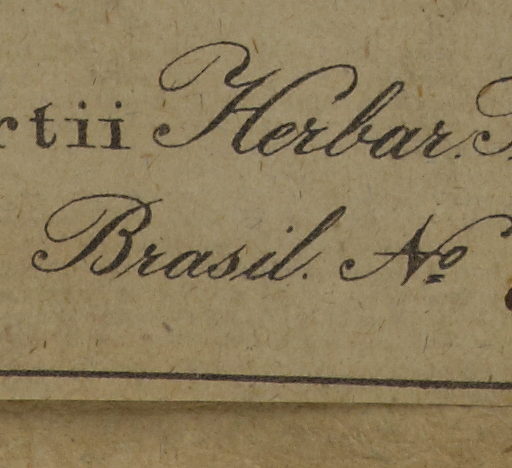 rtii Herbar.
Brasil. No